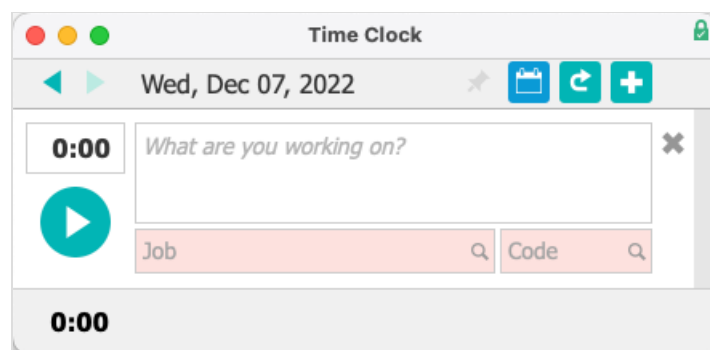 Time Clock
Wed, Dec 07, 2022
0:00
What are you working on?
Job
Code
0:00